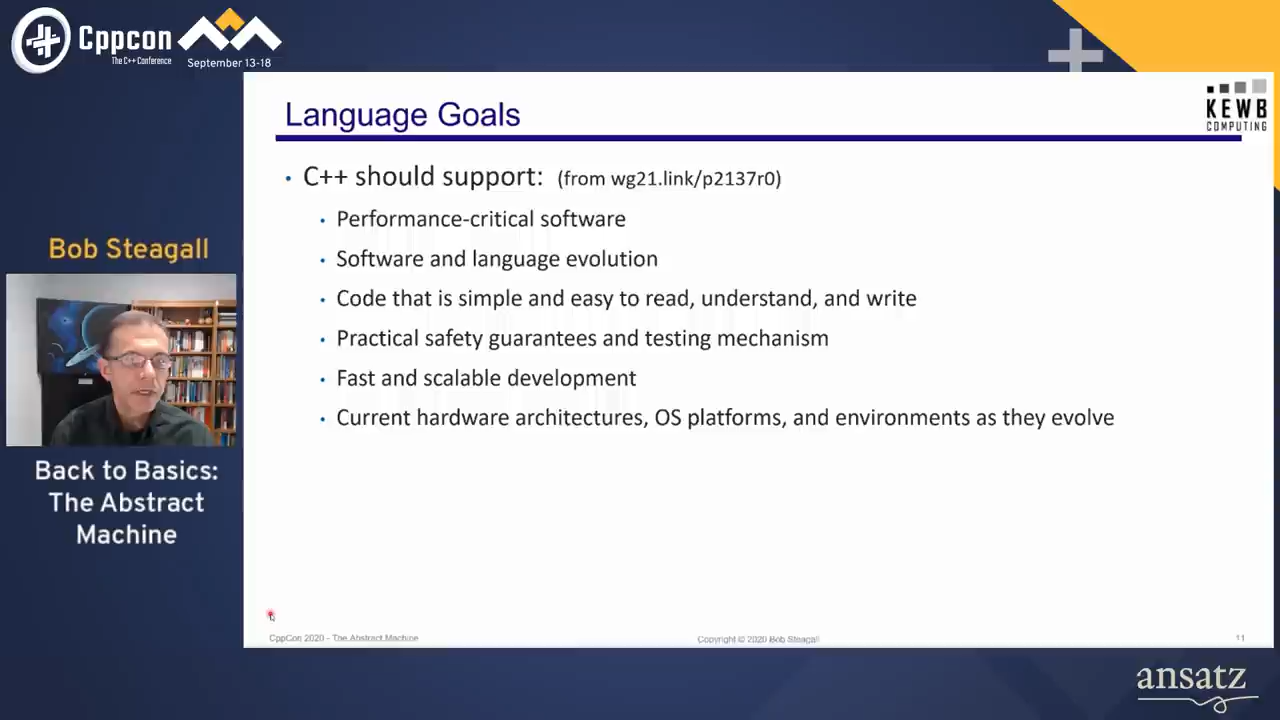 Cppcon
The C++ Conference
September 13-18
Language Goals
KEWB
COMPUTING
• C++ should support: (from wg21.link/p2137r0)
• Performance-critical software
• Software and language evolution
• Code that is simple and easy to read, understand, and write
• Practical safety guarantees and testing mechanism
• Fast and scalable development
• Current hardware architectures, OS platforms, and environments as they evolve
Bob Steagall
Back to Basics:
The Abstract
Machine
CppCon 2020 - The Abstract Machine
Copyright © 2020 Bob Steagall
11
ansatz